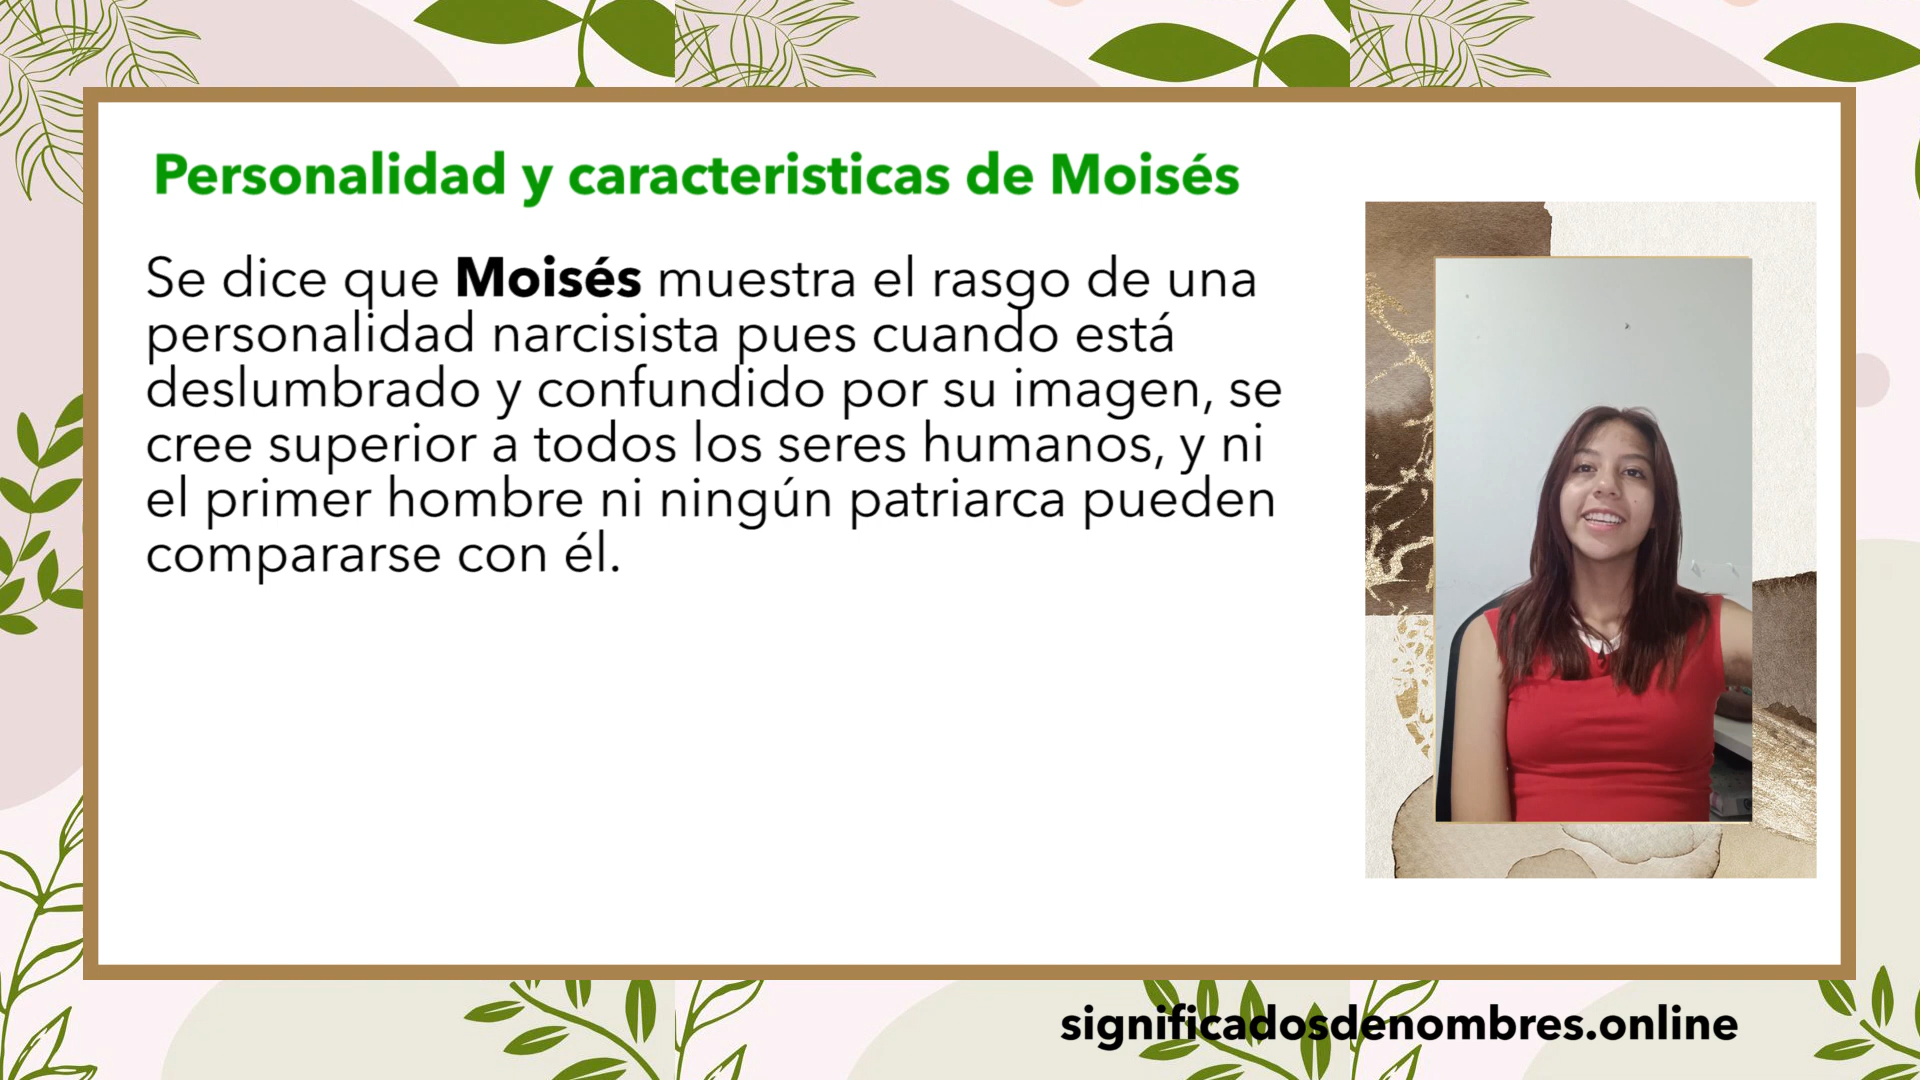 Personalidad y caracteristicas de Moisés
Se dice que Moisés muestra el rasgo de una
personalidad narcisista pues cuando está
deslumbrado y confundido por su imagen, se
cree superior a todos los seres humanos, y ni
el primer hombre ni ningún patriarca pueden
compararse con él.
significadosdenombres.online